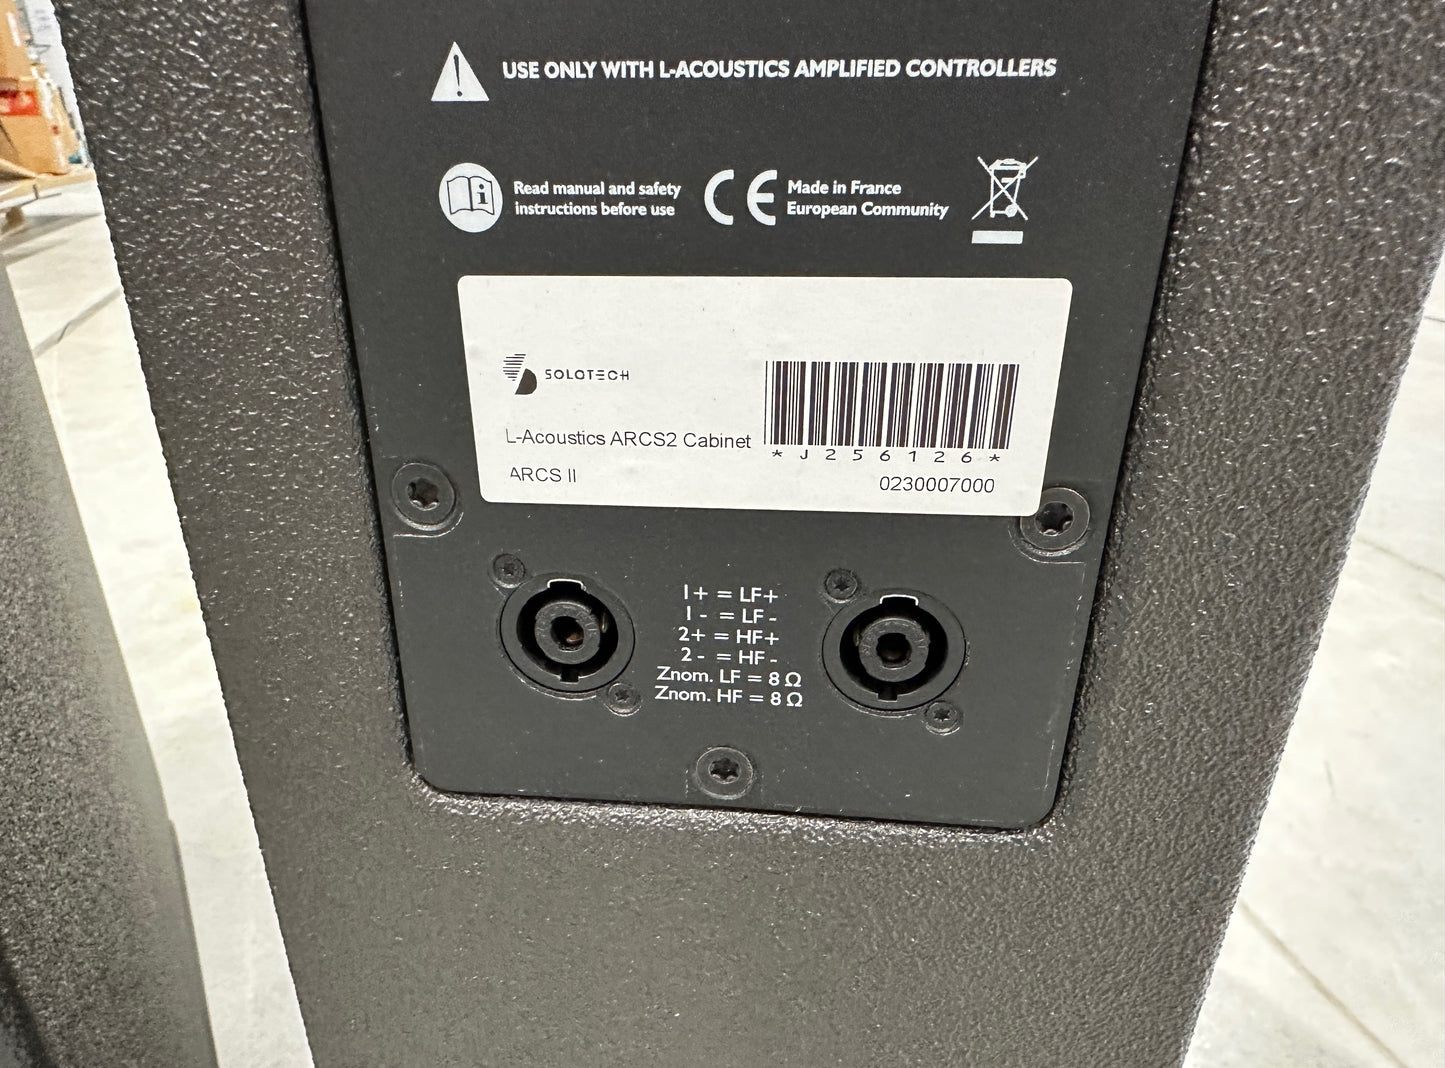 USE ONLY WITH L-ACOUSTICS AMPLIFIED CONTROLLERS
Read manual and safety
instructions before use
CE
Made in France
European Community
SOLOTECH
L-Acoustics ARCS2 Cabinet
*J256126*
ARCS II
0230007000
1+ = LF+
1- = LF-
2+ = HF+
2- = HF-
Znom. LF = 8 Ω
Znom. HF = 8 Ω